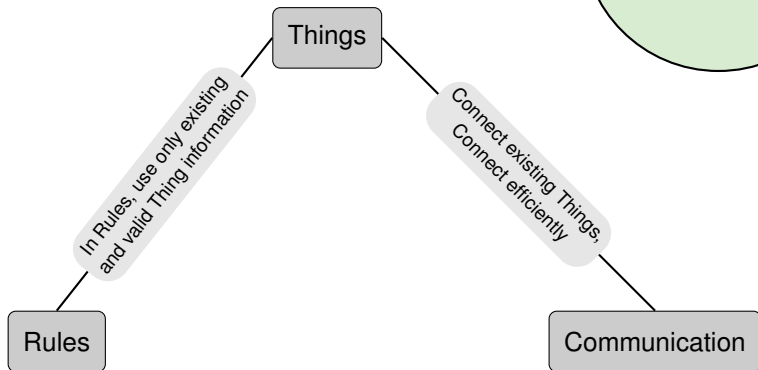 Things
In Rules, use only existing
and valid Thing information
Connect existing Things,
Connect efficiently
Rules
Communication